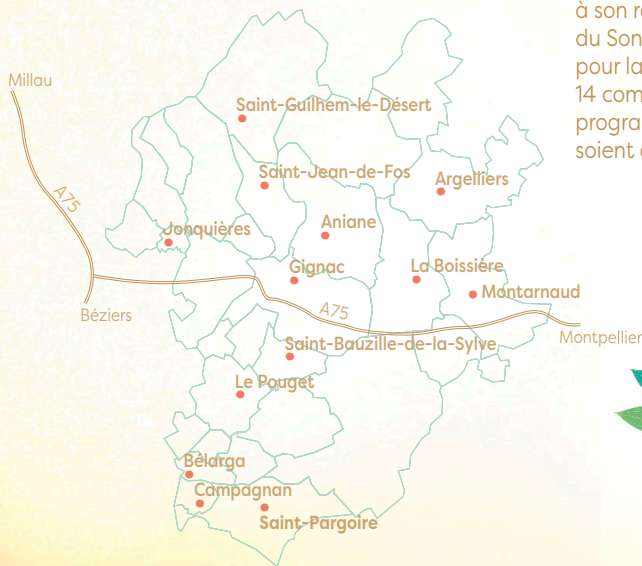 à son r
du Son
pour la
14 com
progra
soient
Millau
Saint-Guilhem-le-Désert
Saint-Jean-de-Fos
Argelliers
A75
Aniane
Jonquières
Gignac
La Boissière
Montarnaud
A75
Béziers
Montpellier
Saint-Bauzille-de-la-Sylve
Le Pouget
Bélarga
Campagnan
Saint-Pargoire